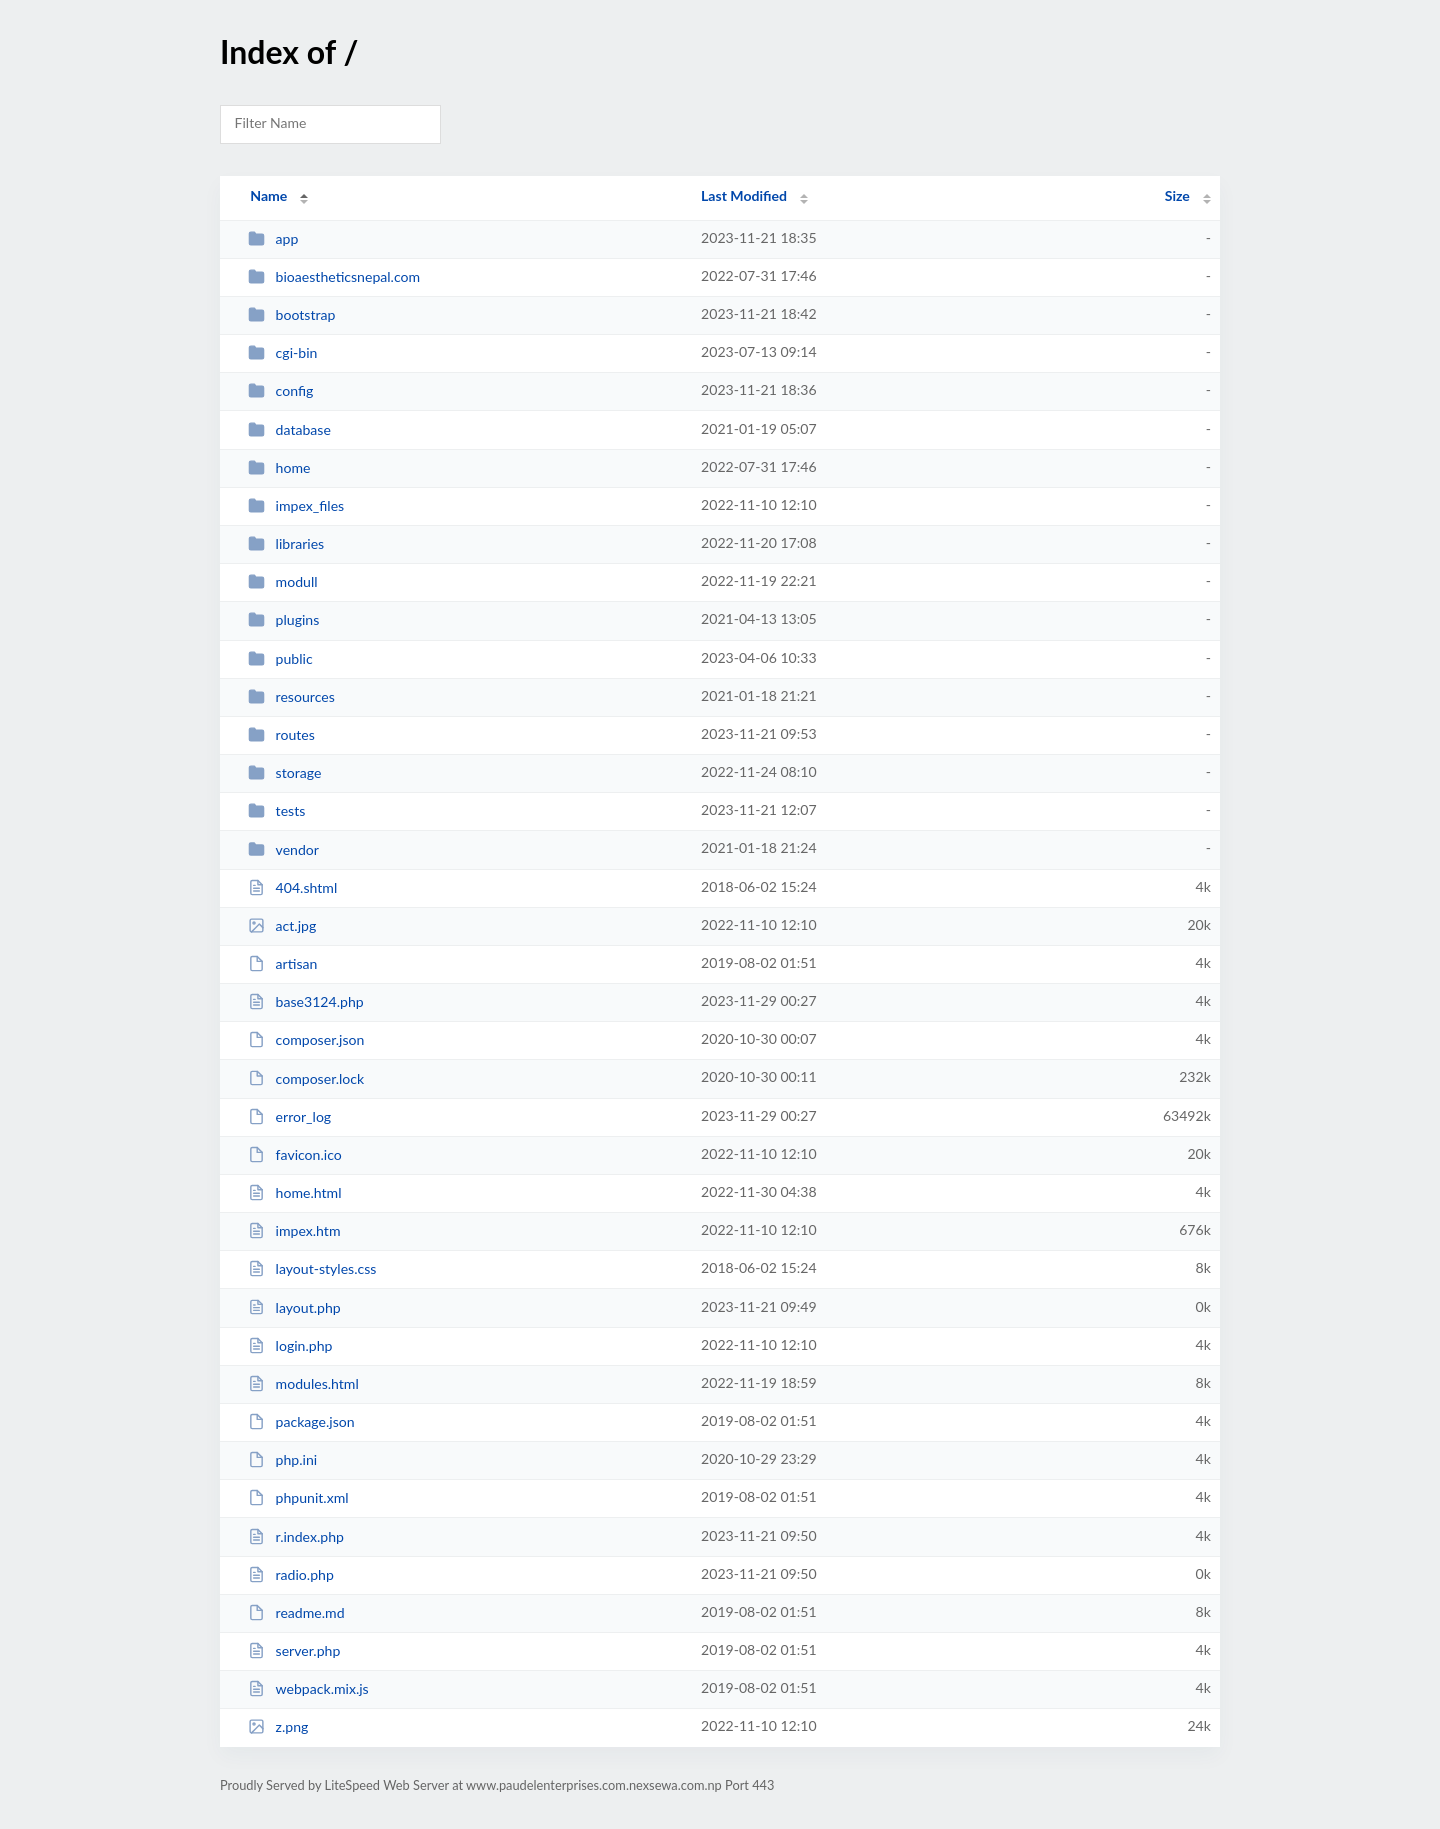 Index of /
Filter Name
Name Last Modified Size
app 2023-11-21 18:35 -
bioaestheticsnepal.com 2022-07-31 17:46 -
bootstrap 2023-11-21 18:42 -
cgi-bin 2023-07-13 09:14 -
config 2023-11-21 18:36 -
database 2021-01-19 05:07 -
home 2022-07-31 17:46 -
impex_files 2022-11-10 12:10 -
libraries 2022-11-20 17:08 -
modull 2022-11-19 22:21 -
plugins 2021-04-13 13:05 -
public 2023-04-06 10:33 -
resources 2021-01-18 21:21 -
routes 2023-11-21 09:53 -
storage 2022-11-24 08:10 -
tests 2023-11-21 12:07 -
vendor 2021-01-18 21:24 -
404.shtml 2018-06-02 15:24 4k
act.jpg 2022-11-10 12:10 20k
artisan 2019-08-02 01:51 4k
base3124.php 2023-11-29 00:27 4k
composer.json 2020-10-30 00:07 4k
composer.lock 2020-10-30 00:11 232k
error_log 2023-11-29 00:27 63492k
favicon.ico 2022-11-10 12:10 20k
home.html 2022-11-30 04:38 4k
impex.htm 2022-11-10 12:10 676k
layout-styles.css 2018-06-02 15:24 8k
layout.php 2023-11-21 09:49 0k
login.php 2022-11-10 12:10 4k
modules.html 2022-11-19 18:59 8k
package.json 2019-08-02 01:51 4k
php.ini 2020-10-29 23:29 4k
phpunit.xml 2019-08-02 01:51 4k
r.index.php 2023-11-21 09:50 4k
radio.php 2023-11-21 09:50 0k
readme.md 2019-08-02 01:51 8k
server.php 2019-08-02 01:51 4k
webpack.mix.js 2019-08-02 01:51 4k
z.png 2022-11-10 12:10 24k
Proudly Served by LiteSpeed Web Server at www.paudelenterprises.com.nexsewa.com.np Port 443